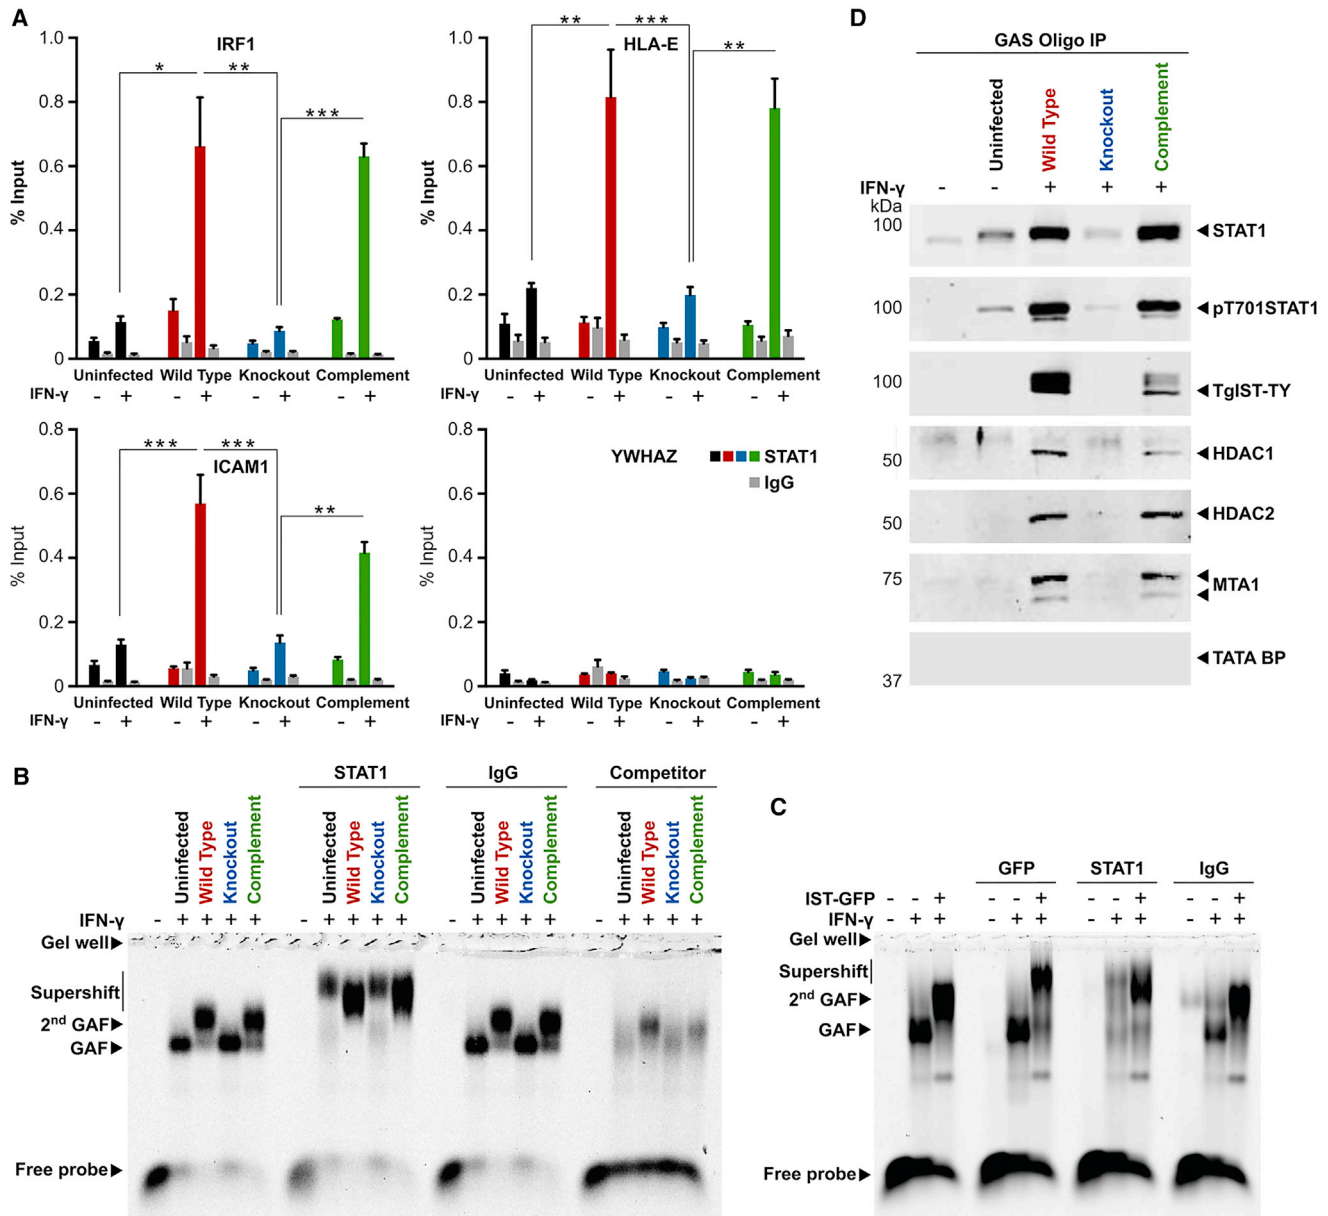 A
IRF1
* ** ***
% Input
1.0
0.8
0.6
0.4
0.2
0
Uninfected Wild Type Knockout Complement
IFN-γ - + - + - + - +
HLA-E
** *** **
% Input
1.0
0.8
0.6
0.4
0.2
0
Uninfected Wild Type Knockout Complement
- + - + - + - +
ICAM1
*** *** **
% Input
0.8
0.6
0.4
0.2
0
Uninfected Wild Type Knockout Complement
IFN-γ - + - + - + - +
YWHAZ
STAT1
IgG
% Input
0.8
0.6
0.4
0.2
0
Uninfected Wild Type Knockout Complement
IFN-γ - + - + - + - +
D
GAS Oligo IP
Uninfected Wild Type Knockout Complement
IFN-γ - - + + +
kDa
100 STAT1
100 pT701STAT1
100 TgIST-TY
50 HDAC1
50 HDAC2
75 MTA1
TATA BP
37
B
STAT1 IgG Competitor
Uninfected Wild Type Knockout Complement Uninfected Wild Type Knockout Complement Uninfected Wild Type Knockout Complement Uninfected Wild Type Knockout Complement
IFN-γ - + + + + - + + + + - + + + + - + + + +
Gel well
Supershift
2nd GAF
GAF
Free probe
C
GFP STAT1 IgG
IST-GFP - - + - - + - - + - - +
IFN-γ - + + - + + - + + - + +
Gel well
Supershift
2nd GAF
GAF
Free probe